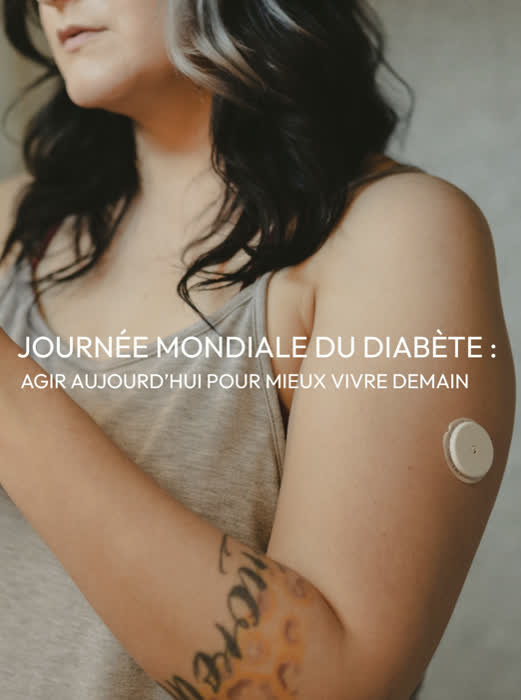 JOURNÉE MONDIALE DU DIABÈTE :
AGIR AUJOURD'HUI POUR MIEUX VIVRE DEMAIN